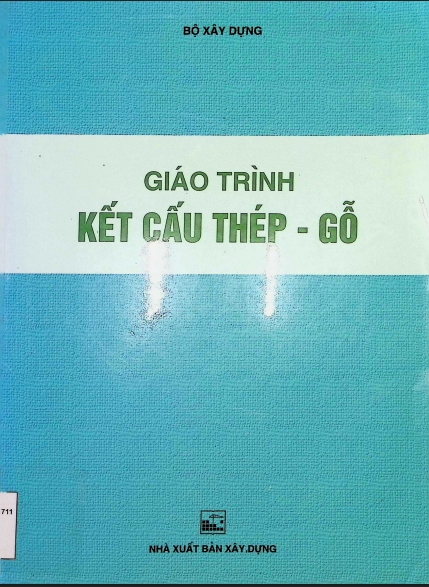 BỘ XÂY DỰNG
GIÁO TRÌNH
KẾT CẤU THÉP - GỖ
711
NHÀ XUẤT BẢN XÂY DỰNG